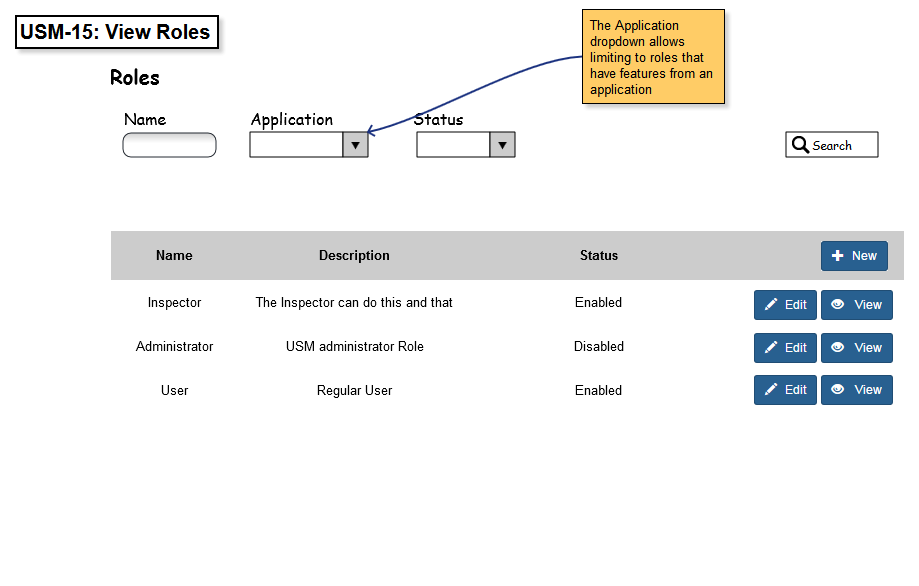 USM-15: View Roles
The Application
dropdown allows
limiting to roles that
have features from an
application
Roles
Name Application Status
Search
Name Description Status New
Inspector The Inspector can do this and that Enabled Edit View
Administrator USM administrator Role Disabled Edit View
User Regular User Enabled Edit View